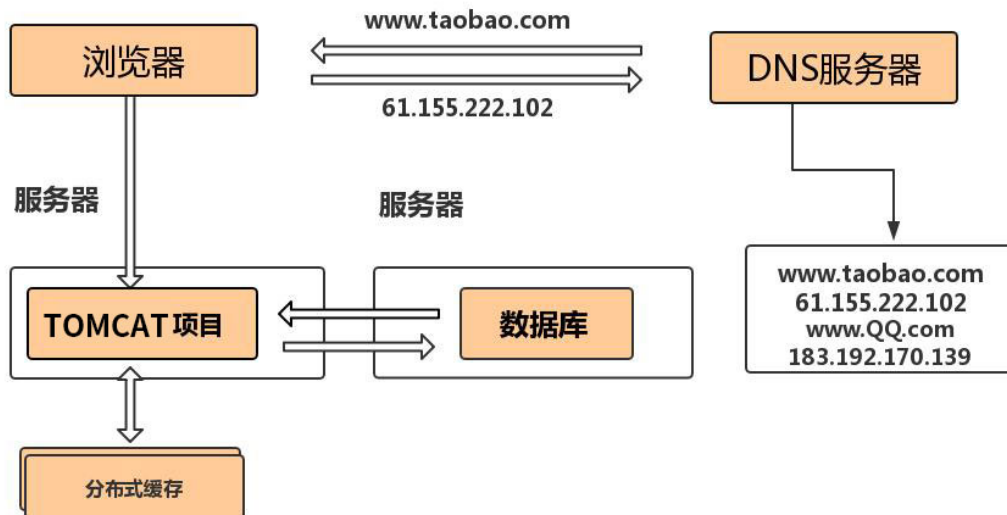 www.taobao.com
浏览器
DNS服务器
61.155.222.102
服务器
服务器
www.taobao.com
61.155.222.102
www.QQ.com
183.192.170.139
TOMCAT 项目
数据库
分布式缓存